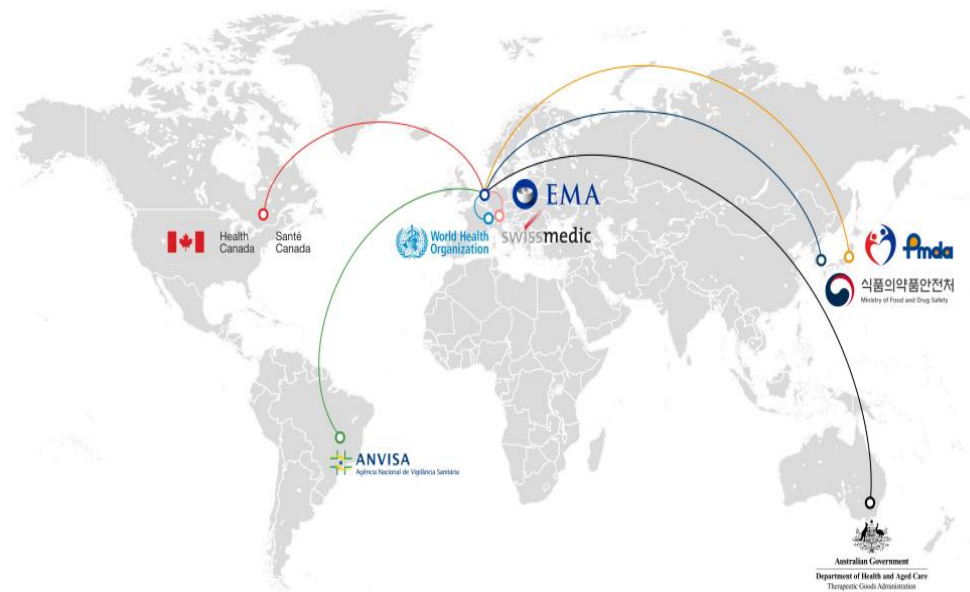 EMA
Health Canada
Santé Canada
World Health Organization
swissmedic
Pmda
식품의약품안전처
Ministry of Food and Drug Safety
ANVISA
Agência Nacional de Vigilância Sanitária
Australian Government
Department of Health and Aged Care
Therapeutic Goods Administration